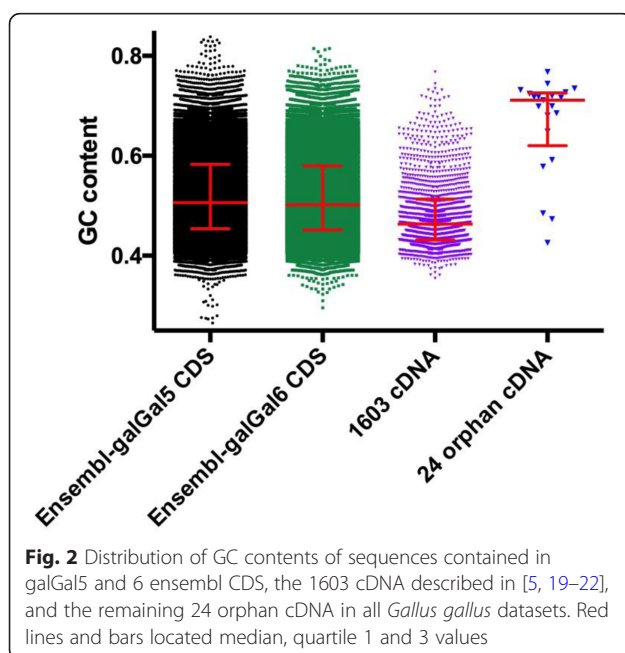 0.8
0.6
0.4
GC content
Ensembl-galGal5 CDS
Ensembl-galGal6 CDS
1603 cDNA
24 orphan cDNA
Fig. 2 Distribution of GC contents of sequences contained in
galGal5 and 6 ensembl CDS, the 1603 cDNA described in [5, 19–22],
and the remaining 24 orphan cDNA in all Gallus gallus datasets. Red
lines and bars located median, quartile 1 and 3 values